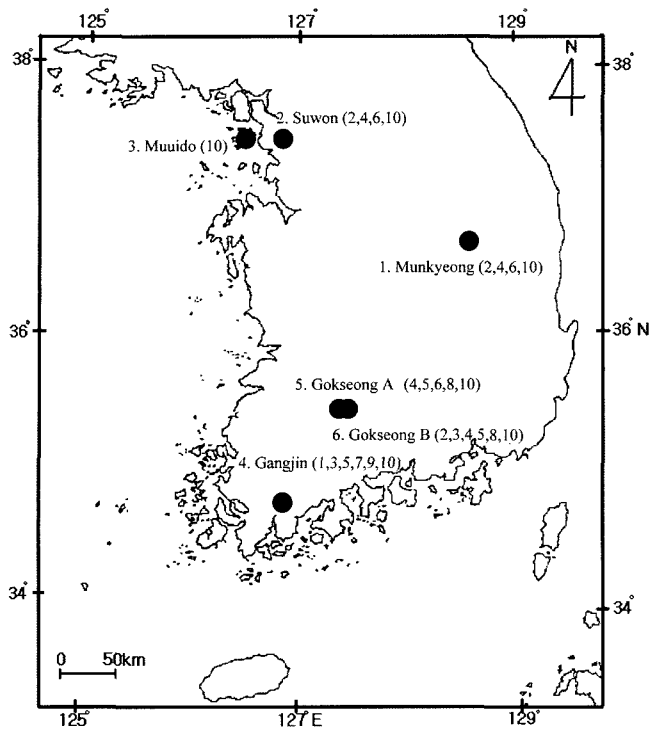 125° 127° 129°
N
38° 38°
2. Suwon (2,4,6,10)
3. Muuido (10)
1. Munkyeong (2,4,6,10)
36° 36° N
5. Gokseong A (4,5,6,8,10)
6. Gokseong B (2,3,4,5,8,10)
4. Gangjin (1,3,5,7,9,10)
34° 34°
0 50km
125° 127° E 129°